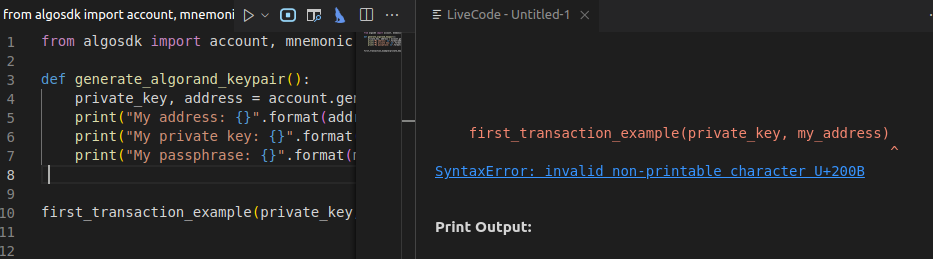 from algosdk import account, mnemoni
LiveCode - Untitled-1
1 from algosdk import account, mnemonic
2
3 def generate_algorand_keypair():
4 private_key, address = account.gen
5 print("My address: {}".format(addr
6 print("My private key: {}".format
7 print("My passphrase: {}".format(m
8
9
10 first_transaction_example(private_key
11
12
first_transaction_example(private_key, my_address)
^
SyntaxError: invalid non-printable character U+200B
Print Output: